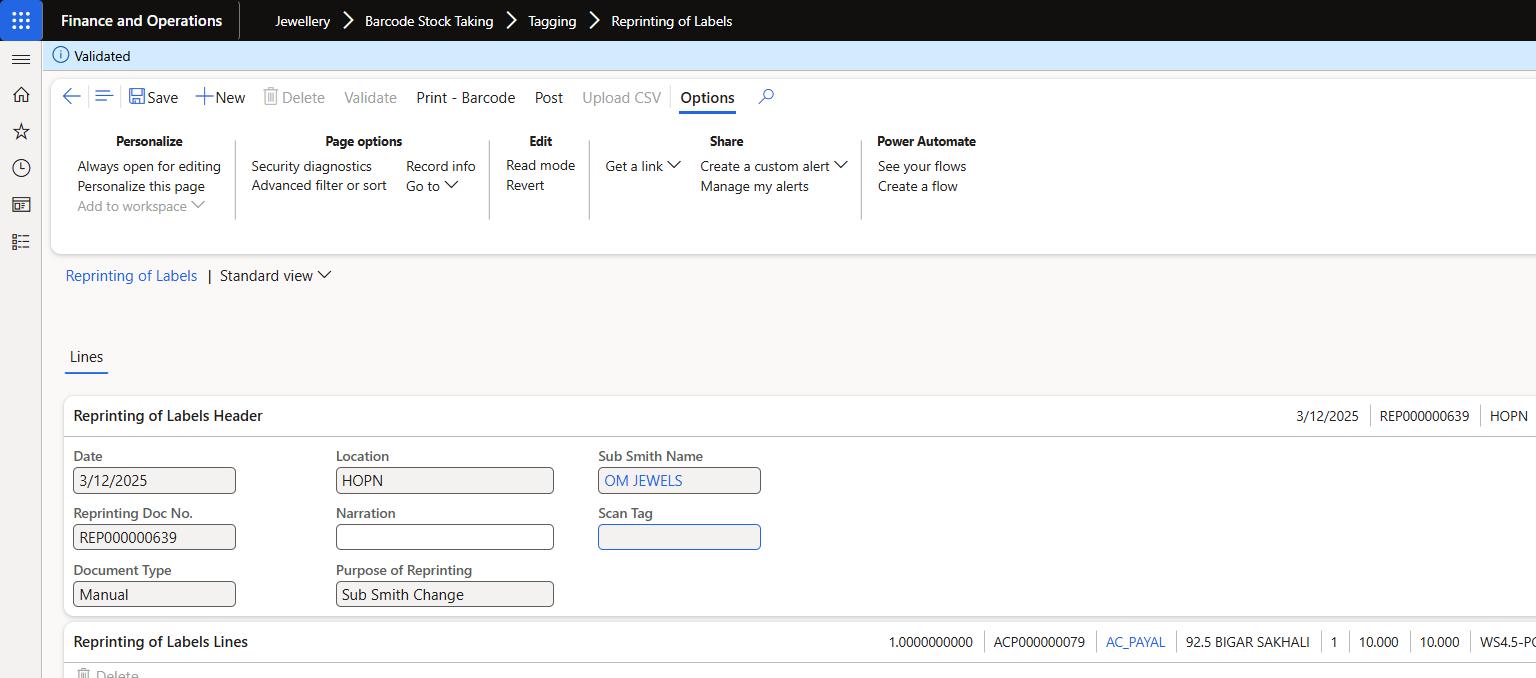 Finance and Operations Jewellery Barcode Stock Taking Tagging Reprinting of Labels
Validated
Save New Delete Validate Print - Barcode Post Upload CSV Options
Personalize Page options Edit Share Power Automate
Always open for editing Security diagnostics Record info Read mode Get a link Create a custom alert See your flows
Personalize this page Advanced filter or sort Go to Revert Manage my alerts Create a flow
Add to workspace
Reprinting of Labels | Standard view
Lines
Reprinting of Labels Header 3/12/2025 REP000000639 HOPN
Date Location Sub Smith Name
3/12/2025 HOPN OM JEWELS
Reprinting Doc No. Narration Scan Tag
REP000000639
Document Type Purpose of Reprinting
Manual Sub Smith Change
Reprinting of Labels Lines 1.0000000000 ACP000000079 AC_PAYAL 92.5 BIGAR SAKHALI 1 10.000 10.000 WS4.5-PC
Delete